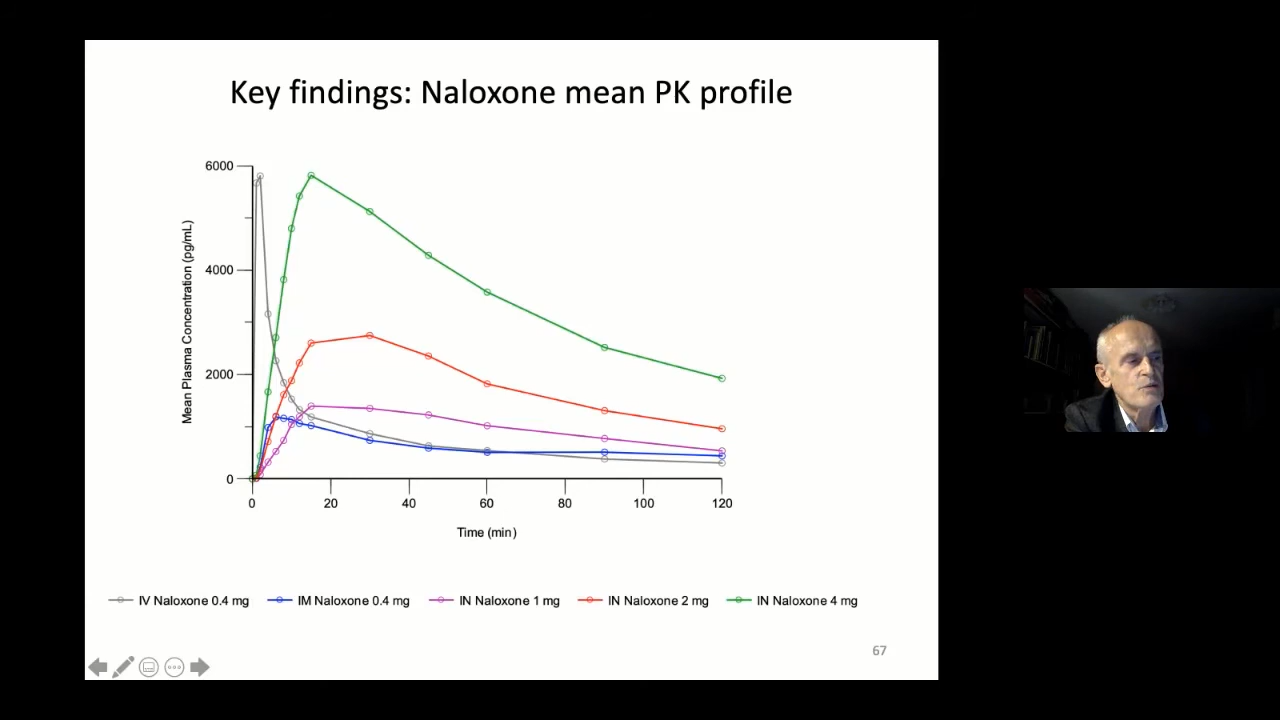 Key findings: Naloxone mean PK profile
Mean Plasma Concentration (pg/mL)
6000
4000
2000
0
0 20 40 60 80 100 120
Time (min)
IV Naloxone 0.4 mg IM Naloxone 0.4 mg IN Naloxone 1 mg IN Naloxone 2 mg IN Naloxone 4 mg
67